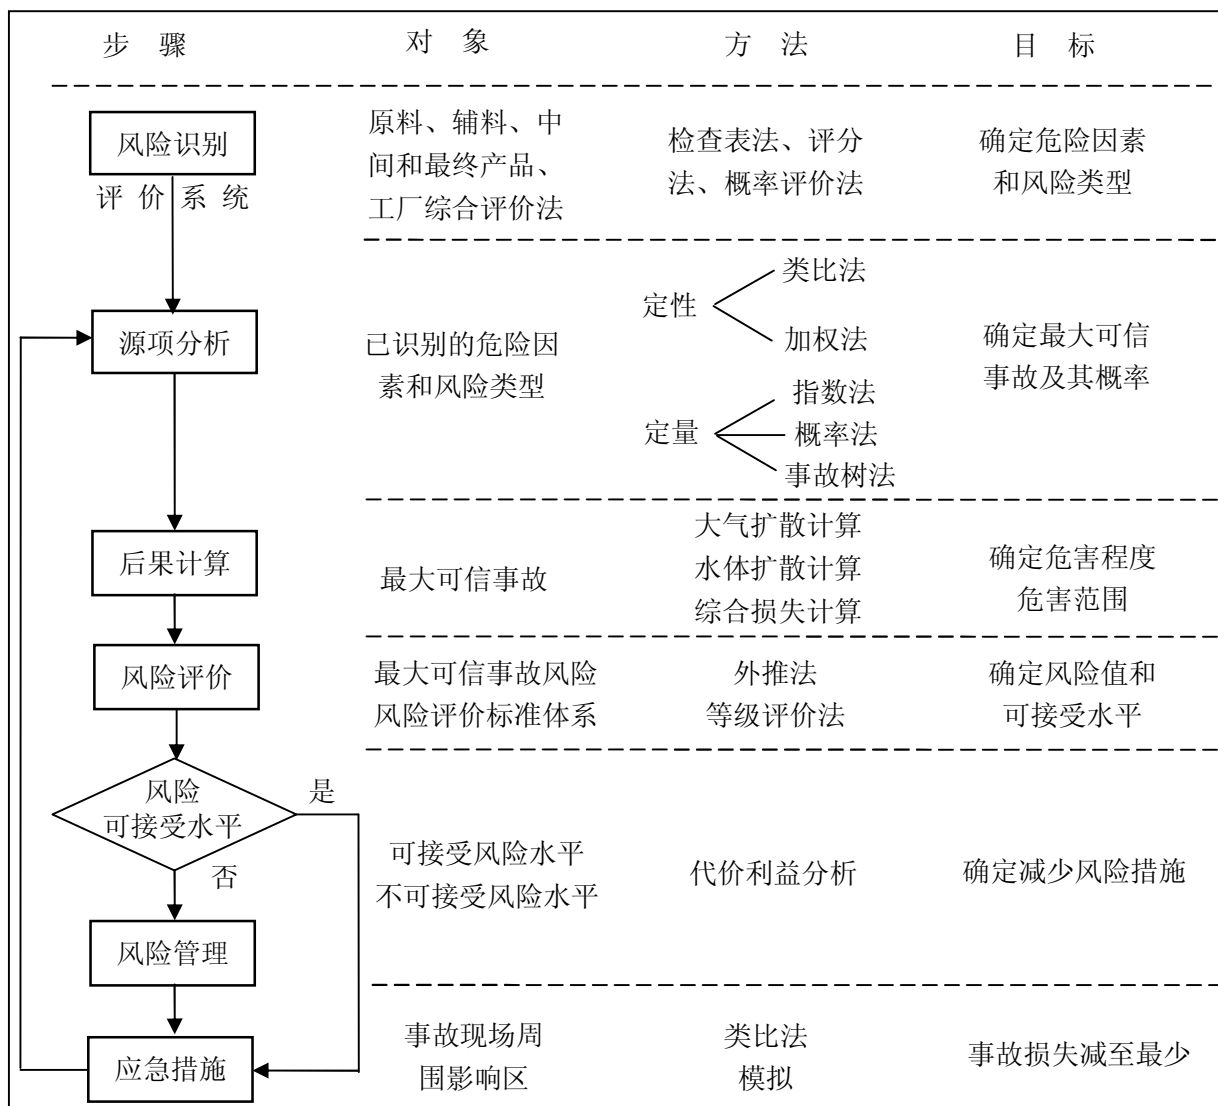 步 骤 对 象 方 法 目 标
风险识别
评 价 系 统
原料、辅料、中
间和最终产品、
工厂综合评价法
检查表法、评分
法、概率评价法
确定危险因素
和风险类型
源项分析
已识别的危险因
素和风险类型
定性
类比法
加权法
定量
指数法
概率法
事故树法
确定最大可信
事故及其概率
后果计算
最大可信事故
大气扩散计算
水体扩散计算
综合损失计算
确定危害程度
危害范围
风险评价
最大可信事故风险
风险评价标准体系
外推法
等级评价法
确定风险值和
可接受水平
风险
可接受水平
是
否
可接受风险水平
不可接受风险水平
代价利益分析
确定减少风险措施
风险管理
应急措施
事故现场周
围影响区
类比法
模拟
事故损失减至最少